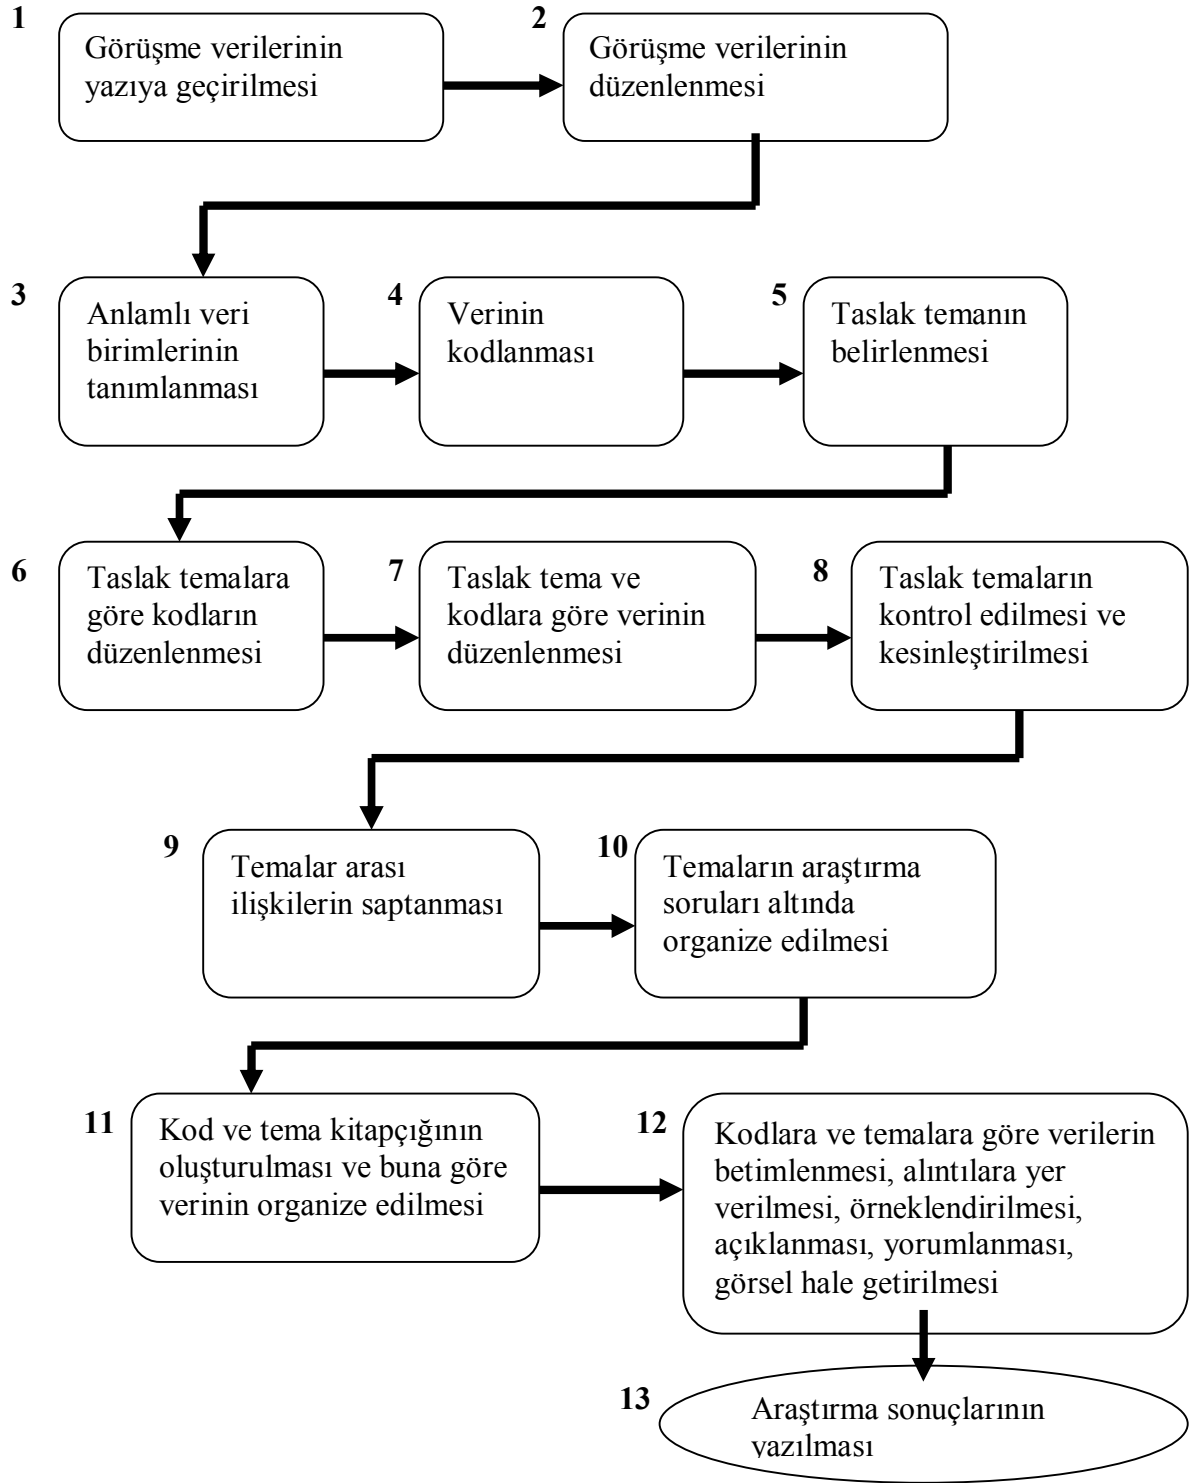 1
Görüşme verilerinin
yazıya geçirilmesi
2
Görüşme verilerinin
düzenlenmesi
3
Anlamlı veri
birimlerinin
tanımlanması
4
Verinin
kodlanması
5
Taslak temanın
belirlenmesi
6
Taslak temalara
göre kodların
düzenlenmesi
7
Taslak tema ve
kodlara göre verinin
düzenlenmesi
8
Taslak temaların
kontrol edilmesi ve
kesinleştirilmesi
9
Temalar arası
ilişkilerin saptanması
10
Temaların araştırma
soruları altında
organize edilmesi
11
Kod ve tema kitapçığının
oluşturulması ve buna göre
verinin organize edilmesi
12
Kodlara ve temalara göre verilerin
betimlenmesi, alıntılara yer
verilmesi, örneklendirilmesi,
açıklanması, yorumlanması,
görsel hale getirilmesi
13
Araştırma sonuçlarının
yazılması